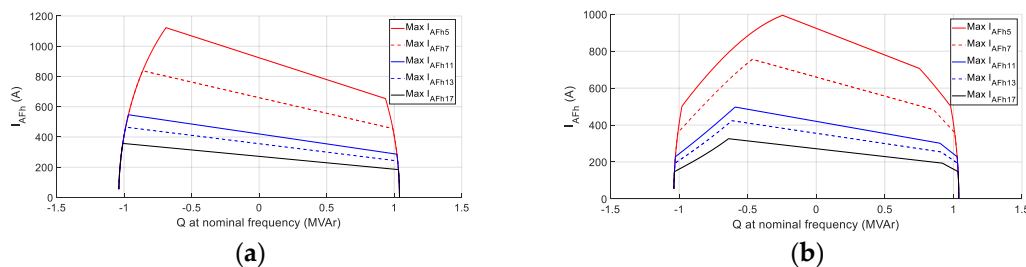 1200
1000
800
600
400
200
0
I_AFh (A)
-1.5
-1
-0.5
0
0.5
1
1.5
Q at nominal frequency (MVAr)
Max I_AFh5
Max I_AFh7
Max I_AFh11
Max I_AFh13
Max I_AFh17
(a)
1000
800
600
400
200
0
I_AFh (A)
-1.5
-1
-0.5
0
0.5
1
1.5
Q at nominal frequency (MVAr)
Max I_AFh5
Max I_AFh7
Max I_AFh11
Max I_AFh13
Max I_AFh17
(b)